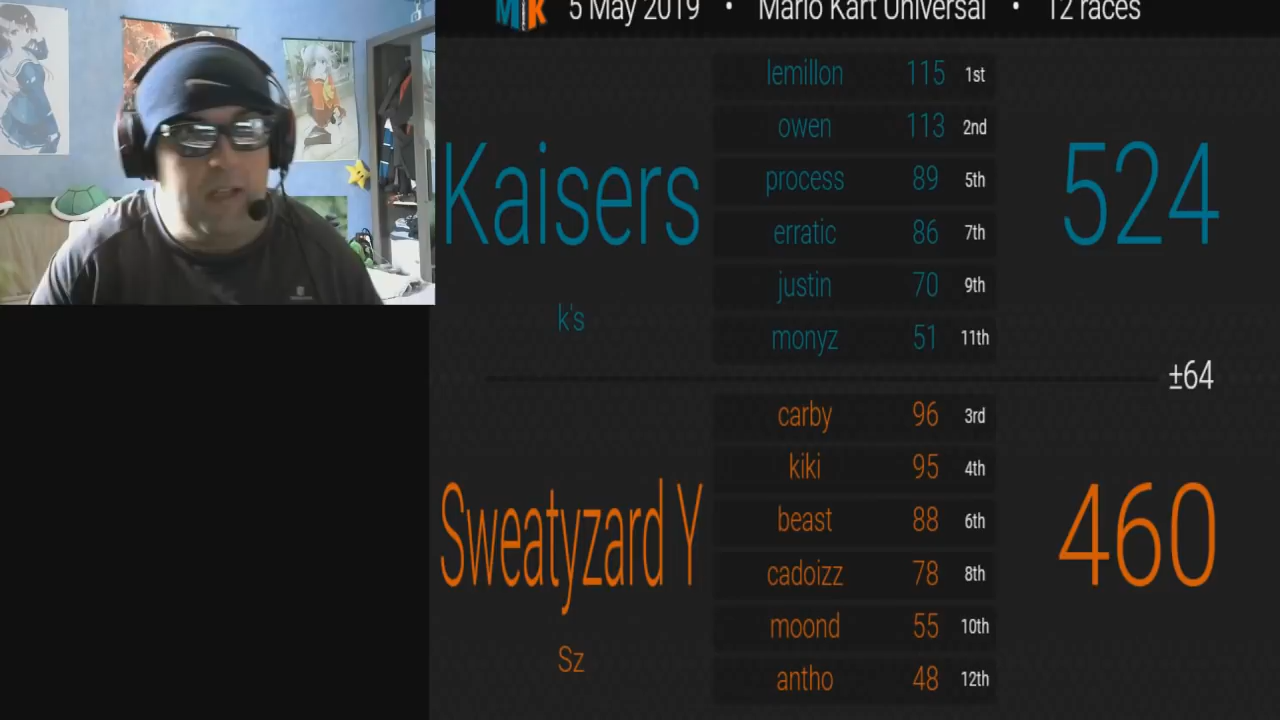 MK 5 May 2019 • Mario Kart Universal • 12 races
Kaisers
k's
lemillon 115 1st
owen 113 2nd
process 89 5th
erratic 86 7th
justin 70 9th
monyz 51 11th
524
±64
Sweatyzard Y
Sz
carby 96 3rd
kiki 95 4th
beast 88 6th
cadoizz 78 8th
moond 55 10th
antho 48 12th
460